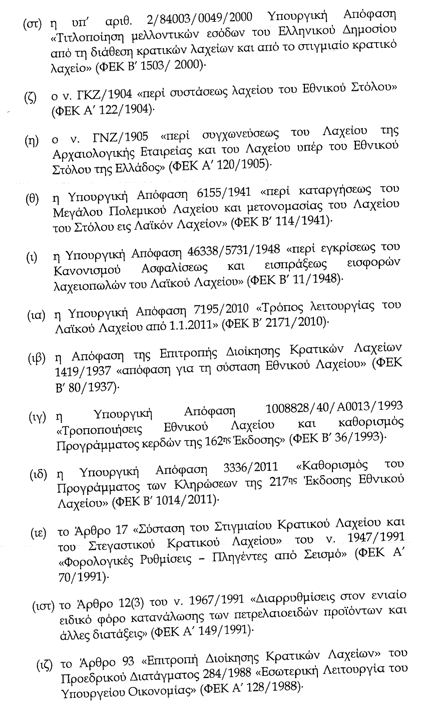 (στ) η υπ’ αριθ. 2/84003/0049/2000 Υπουργική Απόφαση
«Τιτλοποίηση μελλοντικών εσόδων του Ελληνικού Δημοσίου
από τη διάθεση κρατικών λαχείων και από το στιγμιαίο κρατικό
λαχείο» (ΦΕΚ Β’ 1503/ 2000)·
(ζ) ο ν. ΓΚΖ/1904 «περί συστάσεως λαχείου του Εθνικού Στόλου»
(ΦΕΚ Α’ 122/1904)·
(η) ο ν. ΓΝΖ/1905 «περί συγχωνεύσεως του Λαχείου της
Αρχαιολογικής Εταιρείας και του Λαχείου υπέρ του Εθνικού
Στόλου της Ελλάδος» (ΦΕΚ Α’ 120/1905)·
(θ) η Υπουργική Απόφαση 6155/1941 «περί καταργήσεως του
Μεγάλου Πολεμικού Λαχείου και μετονομασίας του Λαχείου
του Στόλου εις Λαϊκόν Λαχείον» (ΦΕΚ Β’ 114/1941)·
(ι) η Υπουργική Απόφαση 46338/5731/1948 «περί εγκρίσεως του
Κανονισμού Ασφαλίσεως και εισπράξεως εισφορών
λαχειοπωλών του Λαϊκού Λαχείου» (ΦΕΚ Β’ 11/1948)·
(ια) η Υπουργική Απόφαση 7195/2010 «Τρόπος λειτουργίας του
Λαϊκού Λαχείου από 1.1.2011» (ΦΕΚ Β’ 2171/2010)·
(ιβ) η Απόφαση της Επιτροπής Διοίκησης Κρατικών Λαχείων
1419/1937 «απόφαση για τη σύσταση Εθνικού Λαχείου» (ΦΕΚ
Β’ 80/1937)·
(ιγ) η Υπουργική Απόφαση 1008828/40/Α0013/1993
«Τροποποιήσεις Εθνικού Λαχείου και καθορισμός
Προγράμματος κερδών της 162ης Έκδοσης» (ΦΕΚ Β’ 36/1993)·
(ιδ) η Υπουργική Απόφαση 3336/2011 «Καθορισμός του
Προγράμματος των Κληρώσεων της 217ης Έκδοσης Εθνικού
Λαχείου» (ΦΕΚ Β’ 1014/2011)·
(ιε) το Άρθρο 17 «Σύσταση του Στιγμιαίου Κρατικού Λαχείου και
του Στεγαστικού Κρατικού Λαχείου» του ν. 1947/1991
«Φορολογικές Ρυθμίσεις – Πληγέντες από Σεισμό» (ΦΕΚ Α’
70/1991)·
(ιστ) το Άρθρο 12(3) του ν. 1967/1991 «Διαρρυθμίσεις στον ενιαίο
ειδικό φόρο κατανάλωσης των πετρελαιοειδών προϊόντων και
άλλες διατάξεις» (ΦΕΚ Α’ 149/1991)·
(ιζ) το Άρθρο 93 «Επιτροπή Διοίκησης Κρατικών Λαχείων» του
Προεδρικού Διατάγματος 284/1988 «Εσωτερική Λειτουργία του
Υπουργείου Οικονομίας» (ΦΕΚ Α’ 128/1988)·